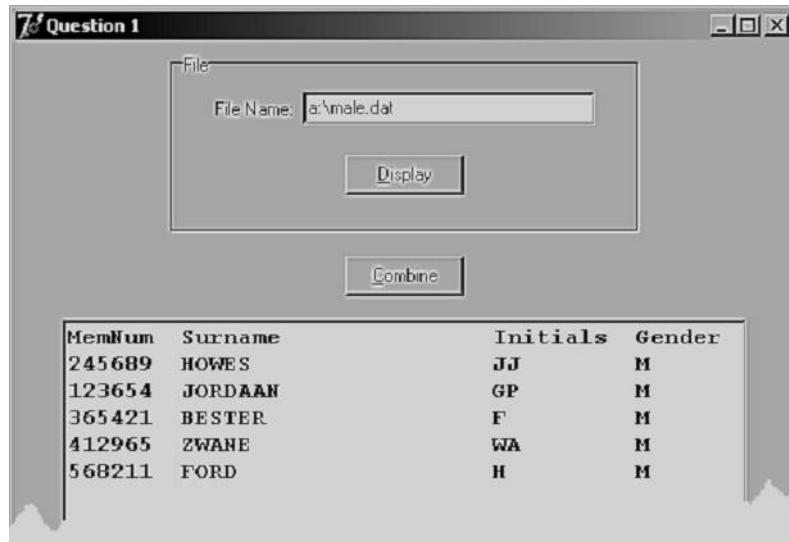 Question 1
File
File Name: a:\male.dat
Display
Combine
MemNum Surname Initials Gender
245689 HOWES JJ M
123654 JORDAAN GP M
365421 BESTER F M
412965 ZWANE WA M
568211 FORD H M